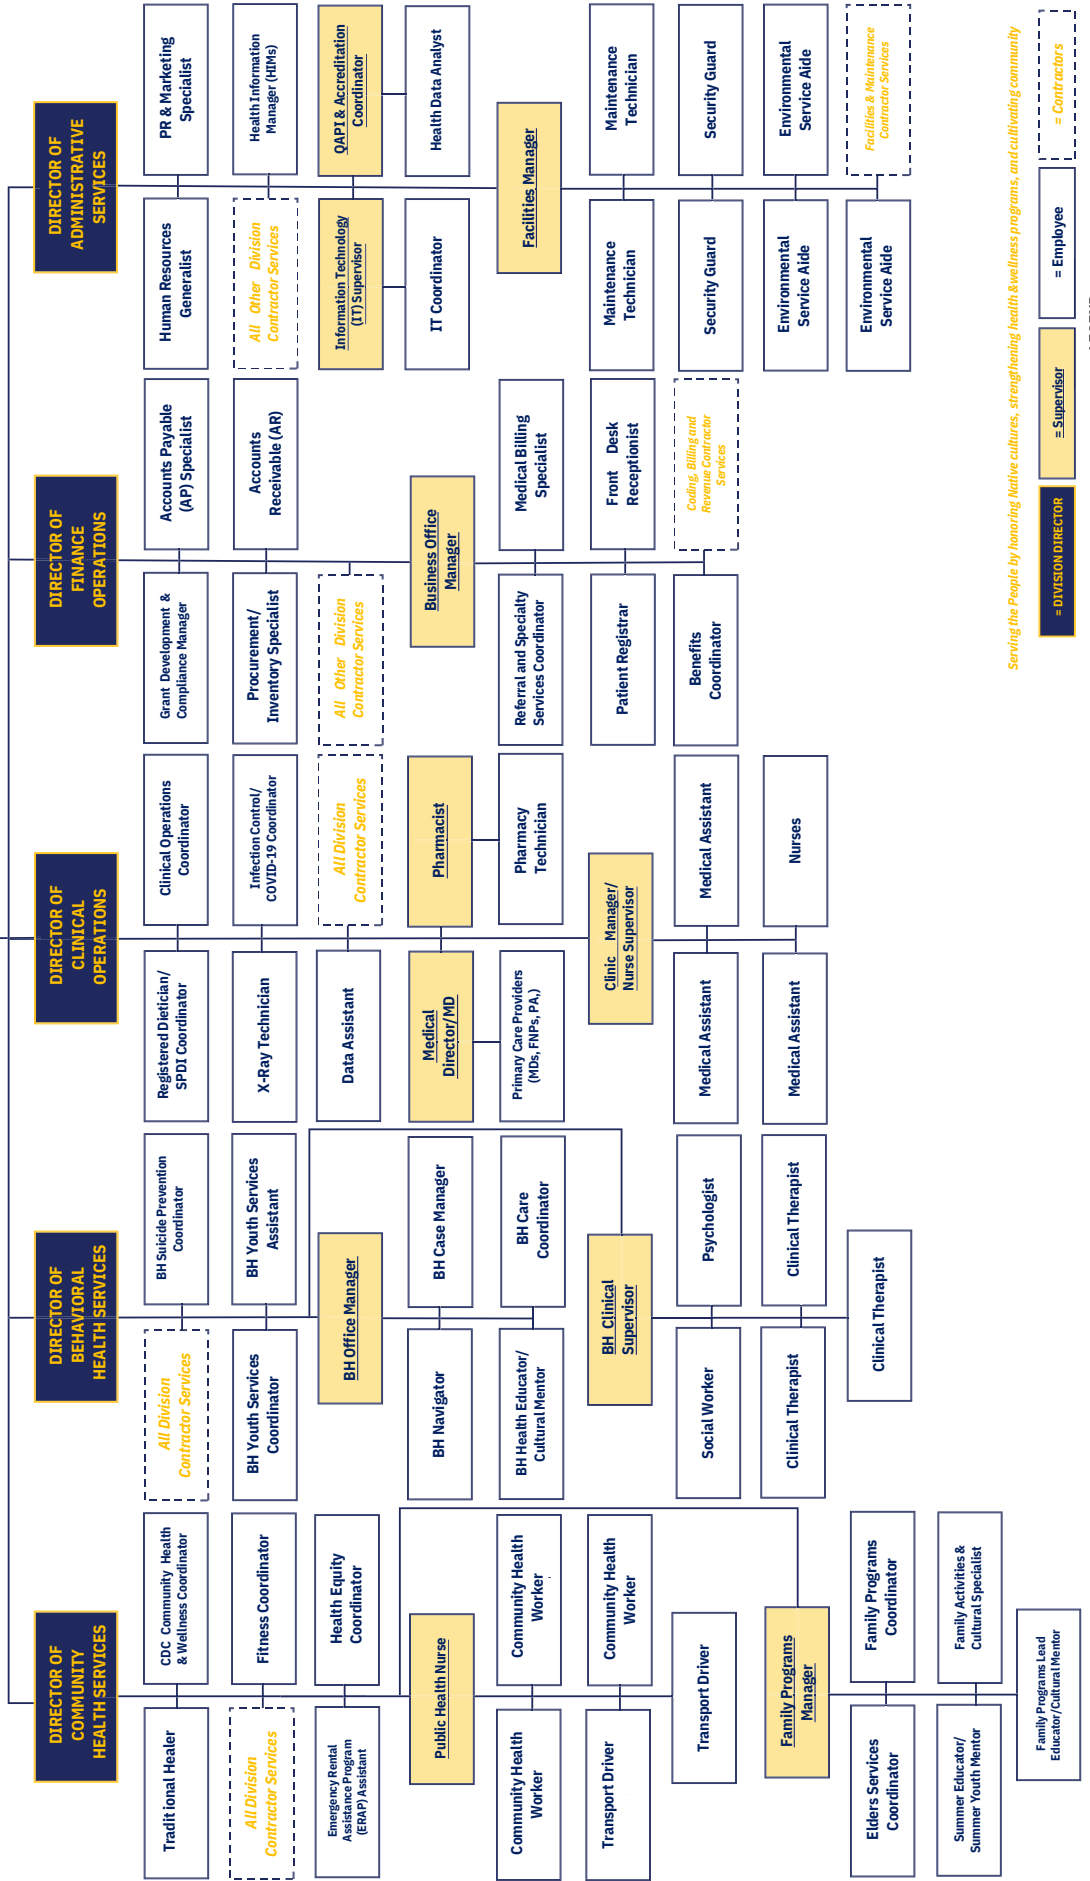 DIRECTOR OF
COMMUNITY
HEALTH SERVICES
Traditional Healer
CDC Community Health
& Wellness Coordinator
All Division
Contractor Services
Fitness Coordinator
Emergency Rental
Assistance Program
(ERAP) Assistant
Health Equity
Coordinator
Public Health Nurse
Community Health
Worker
Community Health
Worker
Transport Driver
Community Health
Worker
Transport Driver
Family Programs
Manager
Elders Services
Coordinator
Family Programs
Coordinator
Summer Educator/
Summer Youth Mentor
Family Activities &
Cultural Specialist
Family Programs Lead
Educator/Cultural Mentor
DIRECTOR OF
BEHAVIORAL
HEALTH SERVICES
All Division
Contractor Services
BH Suicide Prevention
Coordinator
BH Youth Services
Coordinator
BH Youth Services
Assistant
BH Office Manager
BH Navigator
BH Case Manager
BH Health Educator/
Cultural Mentor
BH Care
Coordinator
BH Clinical
Supervisor
Social Worker
Psychologist
Clinical Therapist
Clinical Therapist
Clinical Therapist
DIRECTOR OF
CLINICAL
OPERATIONS
Registered Dietician/
SPDI Coordinator
Clinical Operations
Coordinator
X-Ray Technician
Infection Control/
COVID-19 Coordinator
Data Assistant
All Division
Contractor Services
Medical
Director/MD
Pharmacist
Primary Care Providers
(MDs, FNPs, PA,)
Pharmacy
Technician
Clinic Manager/
Nurse Supervisor
Medical Assistant
Medical Assistant
Medical Assistant
Nurses
DIRECTOR OF
FINANCE
OPERATIONS
Grant Development &
Compliance Manager
Accounts Payable
(AP) Specialist
Procurement/
Inventory Specialist
Accounts
Receivable (AR)
All Other Division
Contractor Services
Business Office
Manager
Referral and Specialty
Services Coordinator
Medical Billing
Specialist
Patient Registrar
Front Desk
Receptionist
Benefits
Coordinator
Coding, Billing and
Revenue Contractor
Services
DIRECTOR OF
ADMINISTRATIVE
SERVICES
Human Resources
Generalist
PR & Marketing
Specialist
All Other Division
Contractor Services
Health Information
Manager (HIMs)
Information Technology
(IT) Supervisor
QAPI & Accreditation
Coordinator
IT Coordinator
Health Data Analyst
Facilities Manager
Maintenance
Technician
Maintenance
Technician
Security Guard
Security Guard
Environmental
Service Aide
Environmental
Service Aide
Environmental
Service Aide
Facilities & Maintenance
Contractor Services
Serving the People by honoring Native cultures, strengthening health &wellness programs, and cultivating community
= DIVISION DIRECTOR
= Supervisor
= Employee
= Contractors